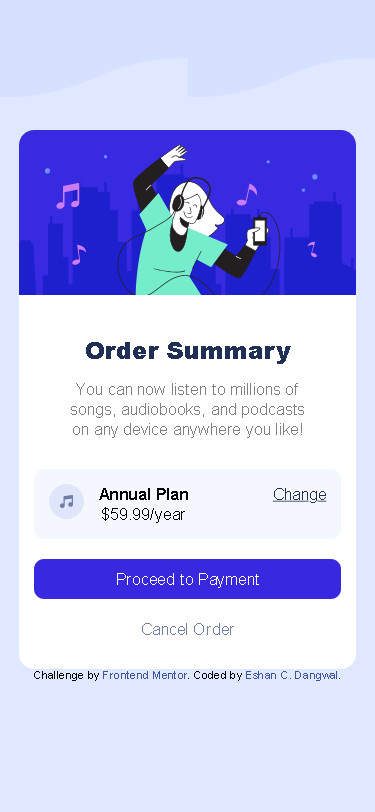 Order Summary
You can now listen to millions of
songs, audiobooks, and podcasts
on any device anywhere you like!
Annual Plan
Change
$59.99/year
Proceed to Payment
Cancel Order
Challenge by Frontend Mentor. Coded by Eshan C. Dangwal.